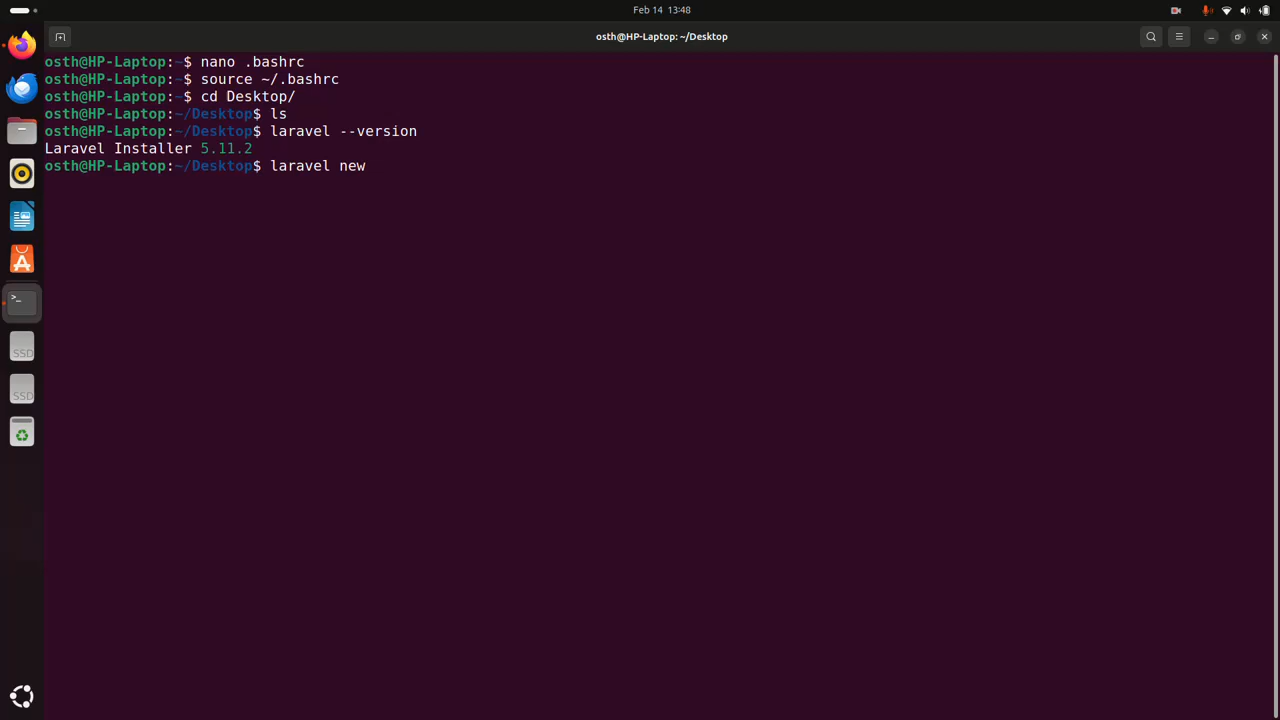 Feb 14 13:48
osth@HP-Laptop: ~/Desktop
osth@HP-Laptop:~$ nano .bashrc
osth@HP-Laptop:~$ source ~/.bashrc
osth@HP-Laptop:~$ cd Desktop/
osth@HP-Laptop:~/Desktop$ ls
osth@HP-Laptop:~/Desktop$ laravel --version
Laravel Installer 5.11.2
osth@HP-Laptop:~/Desktop$ laravel new
>_
SSD
SSD